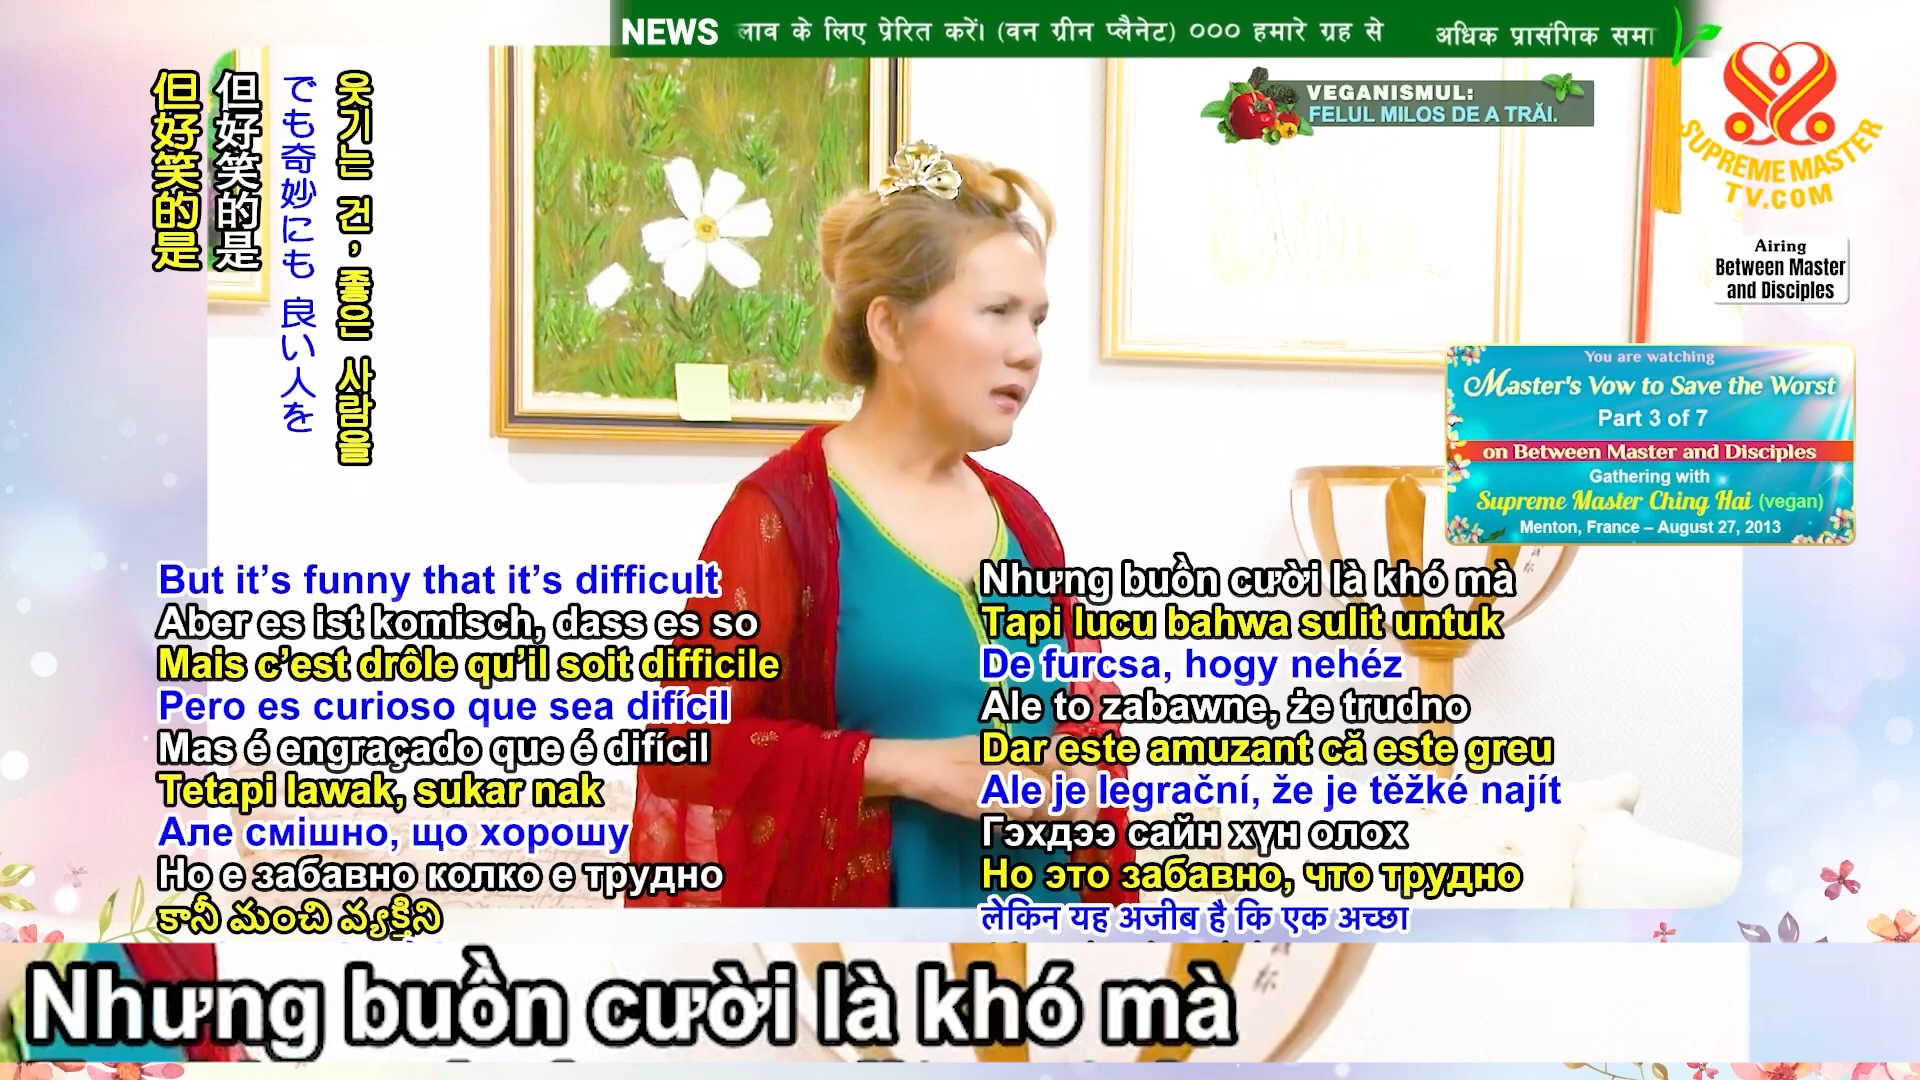 NEWS लाव के लिए प्रेरित करें। (वन ग्रीन प्लैनेट) ००० हमारे ग्रह से अधिक प्रासंगिक समा
VEGANISMUL:
FELUL MILOS DE A TRĂI.
SUPREME MASTER
TV.COM
Airing
Between Master
and Disciples
You are watching
Master's Vow to Save the Worst
Part 3 of 7
on Between Master and Disciples
Gathering with
Supreme Master Ching Hai (vegan)
Menton, France – August 27, 2013
웃기는 건, 좋은 사람을
でも奇妙にも 良い人を
但好笑的是
但好笑的是
But it’s funny that it’s difficult
Aber es ist komisch, dass es so
Mais c’est drôle qu’il soit difficile
Pero es curioso que sea difícil
Mas é engraçado que é difícil
Tetapi lawak, sukar nak
Але смішно, що хорошу
Но е забавно колко е трудно
కానీ మంచి వ్యక్తిని
Nhưng buồn cười là khó mà
Tapi lucu bahwa sulit untuk
De furcsa, hogy nehéz
Ale to zabawne, że trudno
Dar este amuzant că este greu
Ale je legrační, že je těžké najít
Гэхдээ сайн хүн олох
Но это забавно, что трудно
लेकिन यह अजीब है कि एक अच्छा
Nhưng buồn cười là khó mà